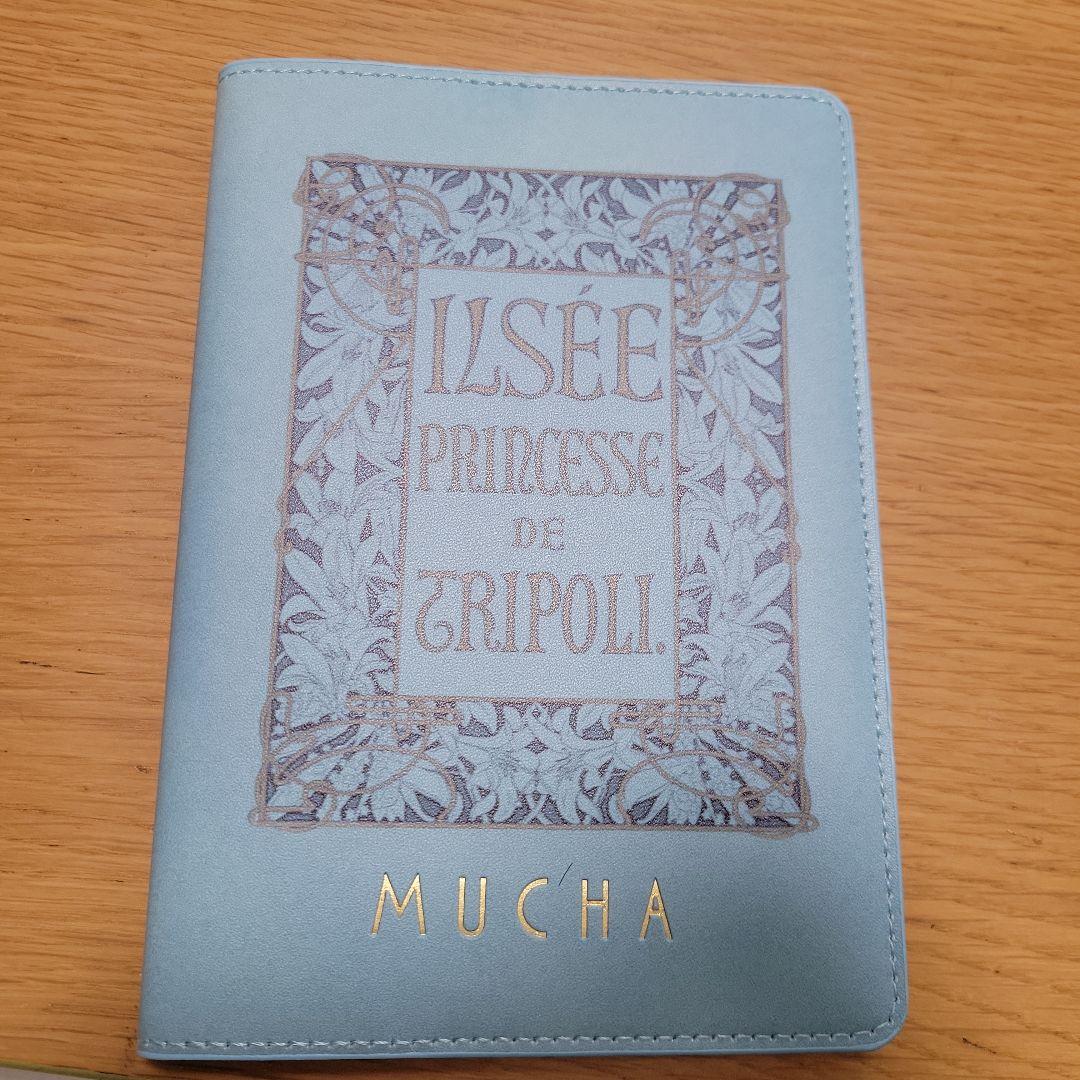 ILSÉE
PRINCESSE
DE
TRIPOLI.
MUCHA